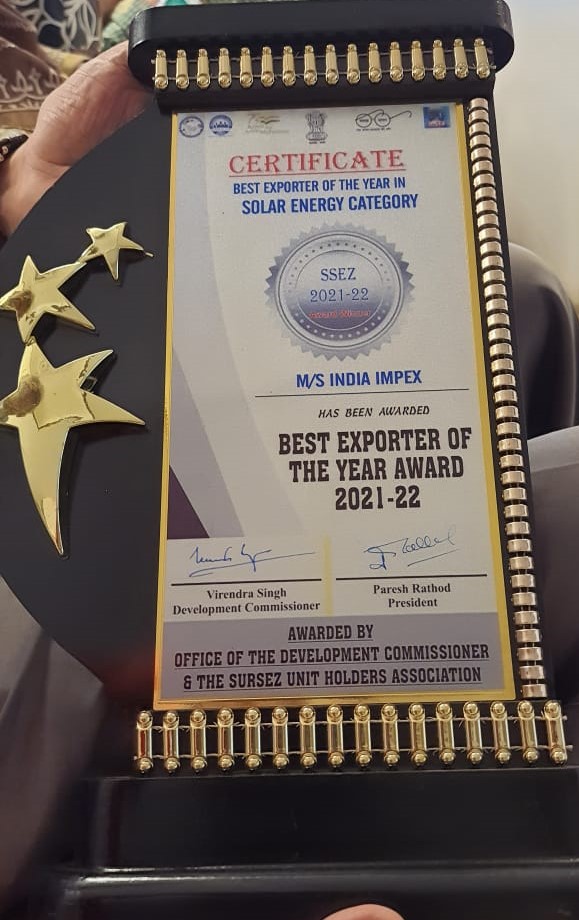 CERTIFICATE
BEST EXPORTER OF THE YEAR IN
SOLAR ENERGY CATEGORY
SSEZ
2021-22
Award Winner
M/S INDIA IMPEX
HAS BEEN AWARDED
BEST EXPORTER OF
THE YEAR AWARD
2021-22
Virendra Singh
Development Commissioner
Paresh Rathod
President
AWARDED BY
OFFICE OF THE DEVELOPMENT COMMISSIONER
& THE SURSEZ UNIT HOLDERS ASSOCIATION